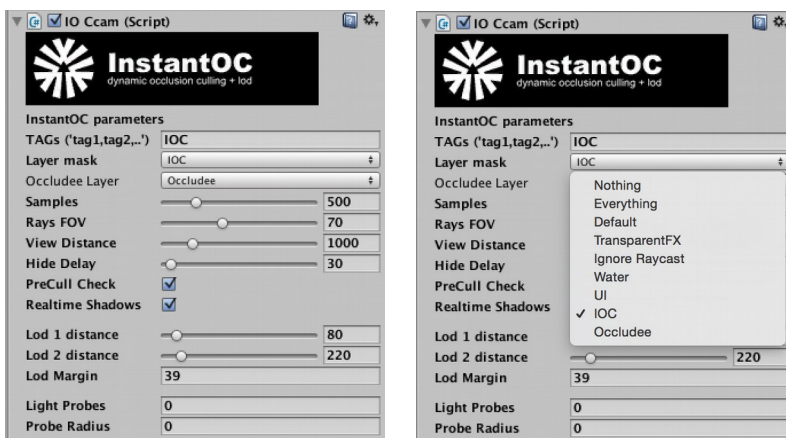 IO Ccam (Script)
InstantOC
dynamic occlusion culling + lod
InstantOC parameters
TAGs ('tag1,tag2,..') IOC
Layer mask IOC
Occludee Layer Occludee
Samples 500
Rays FOV 70
View Distance 1000
Hide Delay 30
PreCull Check
Realtime Shadows
Lod 1 distance 80
Lod 2 distance 220
Lod Margin 39
Light Probes 0
Probe Radius 0
IO Ccam (Script)
InstantOC
dynamic occlusion culling + lod
InstantOC parameters
TAGs ('tag1,tag2,..') IOC
Layer mask IOC
Occludee Layer
Samples
Rays FOV
View Distance
Hide Delay
PreCull Check
Realtime Shadows
Nothing
Everything
Default
TransparentFX
Ignore Raycast
Water
UI
✓ IOC
Occludee
Lod 1 distance
Lod 2 distance 220
Lod Margin 39
Light Probes 0
Probe Radius 0